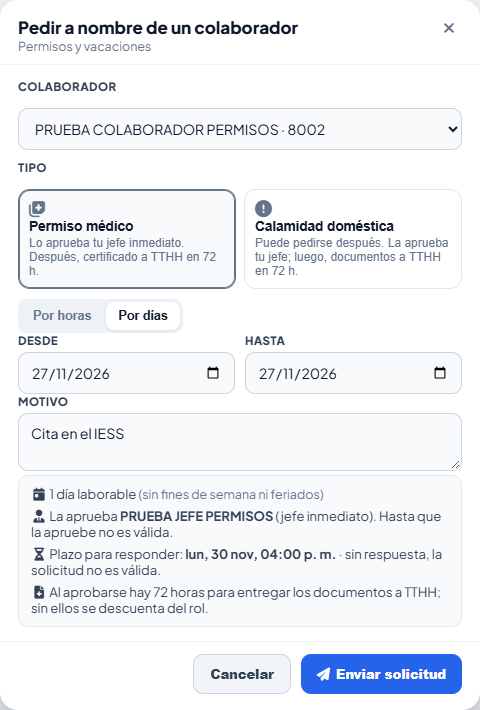 Pedir a nombre de un colaborador
Permisos y vacaciones
COLABORADOR
PRUEBA COLABORADOR PERMISOS · 8002
TIPO
Permiso médico
Lo aprueba tu jefe inmediato.
Después, certificado a TTHH en 72
h.
Calamidad doméstica
Puede pedirse después. La aprueba
tu jefe; luego, documentos a TTHH
en 72 h.
Por horas
Por días
DESDE
HASTA
27/11/2026
27/11/2026
MOTIVO
Cita en el IESS
1 día laborable (sin fines de semana ni feriados)
La aprueba PRUEBA JEFE PERMISOS (jefe inmediato). Hasta que
la apruebe no es válida.
Plazo para responder: lun, 30 nov, 04:00 p. m. · sin respuesta, la
solicitud no es válida.
Al aprobarse hay 72 horas para entregar los documentos a TTHH;
sin ellos se descuenta del rol.
Cancelar
Enviar solicitud